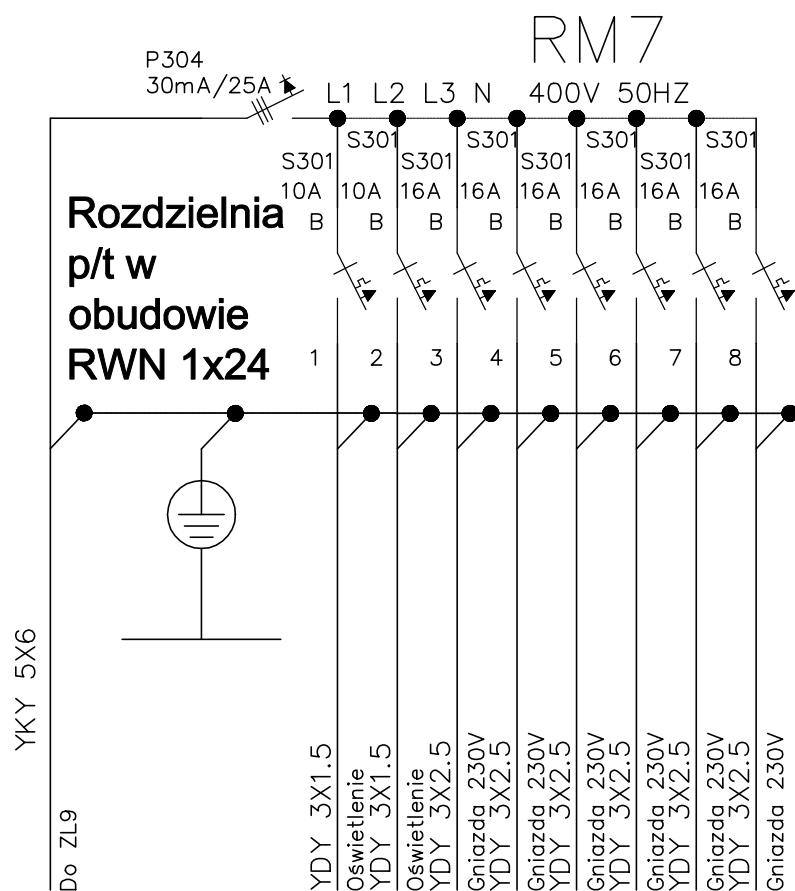 RM7
P304
30mA/25A
L1 L2 L3 N 400V 50HZ
S301 S301 S301 S301
S301 S301 S301 S301
10A 10A 16A 16A 16A 16A 16A 16A
B B B B B B B B
Rozdzielnia
p/t w
obudowie
RWN 1x24
1 2 3 4 5 6 7 8
YKY 5X6
Do ZL9
YDY 3X1.5
Oświetlenie
YDY 3X1.5
Oświetlenie
YDY 3X2.5
Gniazda 230V
YDY 3X2.5
Gniazda 230V
YDY 3X2.5
Gniazda 230V
YDY 3X2.5
Gniazda 230V
YDY 3X2.5
Gniazda 230V
YDY 3X2.5
Gniazda 230V